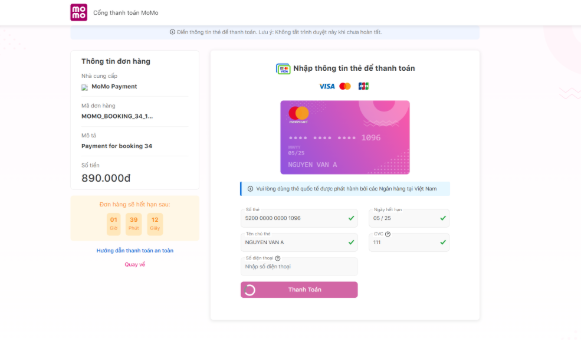 mo
mo
Cổng thanh toán MoMo
Điền thông tin thẻ để thanh toán. Lưu ý: Không tắt trình duyệt này khi chưa hoàn tất.
Thông tin đơn hàng
Nhà cung cấp
MoMo Payment
Mã đơn hàng
MOMO_BOOKING_34_1...
Mô tả
Payment for booking 34
Số tiền
890.000đ
Đơn hàng sẽ hết hạn sau:
01 39 12
Giờ Phút Giây
Hướng dẫn thanh toán an toàn
Quay về
Nhập thông tin thẻ để thanh toán
VISA JCB
•••• •••• •••• 1096
05/25
NGUYEN VAN A
Vui lòng dùng thẻ quốc tế được phát hành bởi các Ngân hàng tại Việt Nam
Số thẻ
5200 0000 0000 1096
Ngày hết hạn
05 / 25
Tên chủ thẻ
NGUYEN VAN A
CVC
111
Số điện thoại
Nhập số điện thoại
Thanh Toán